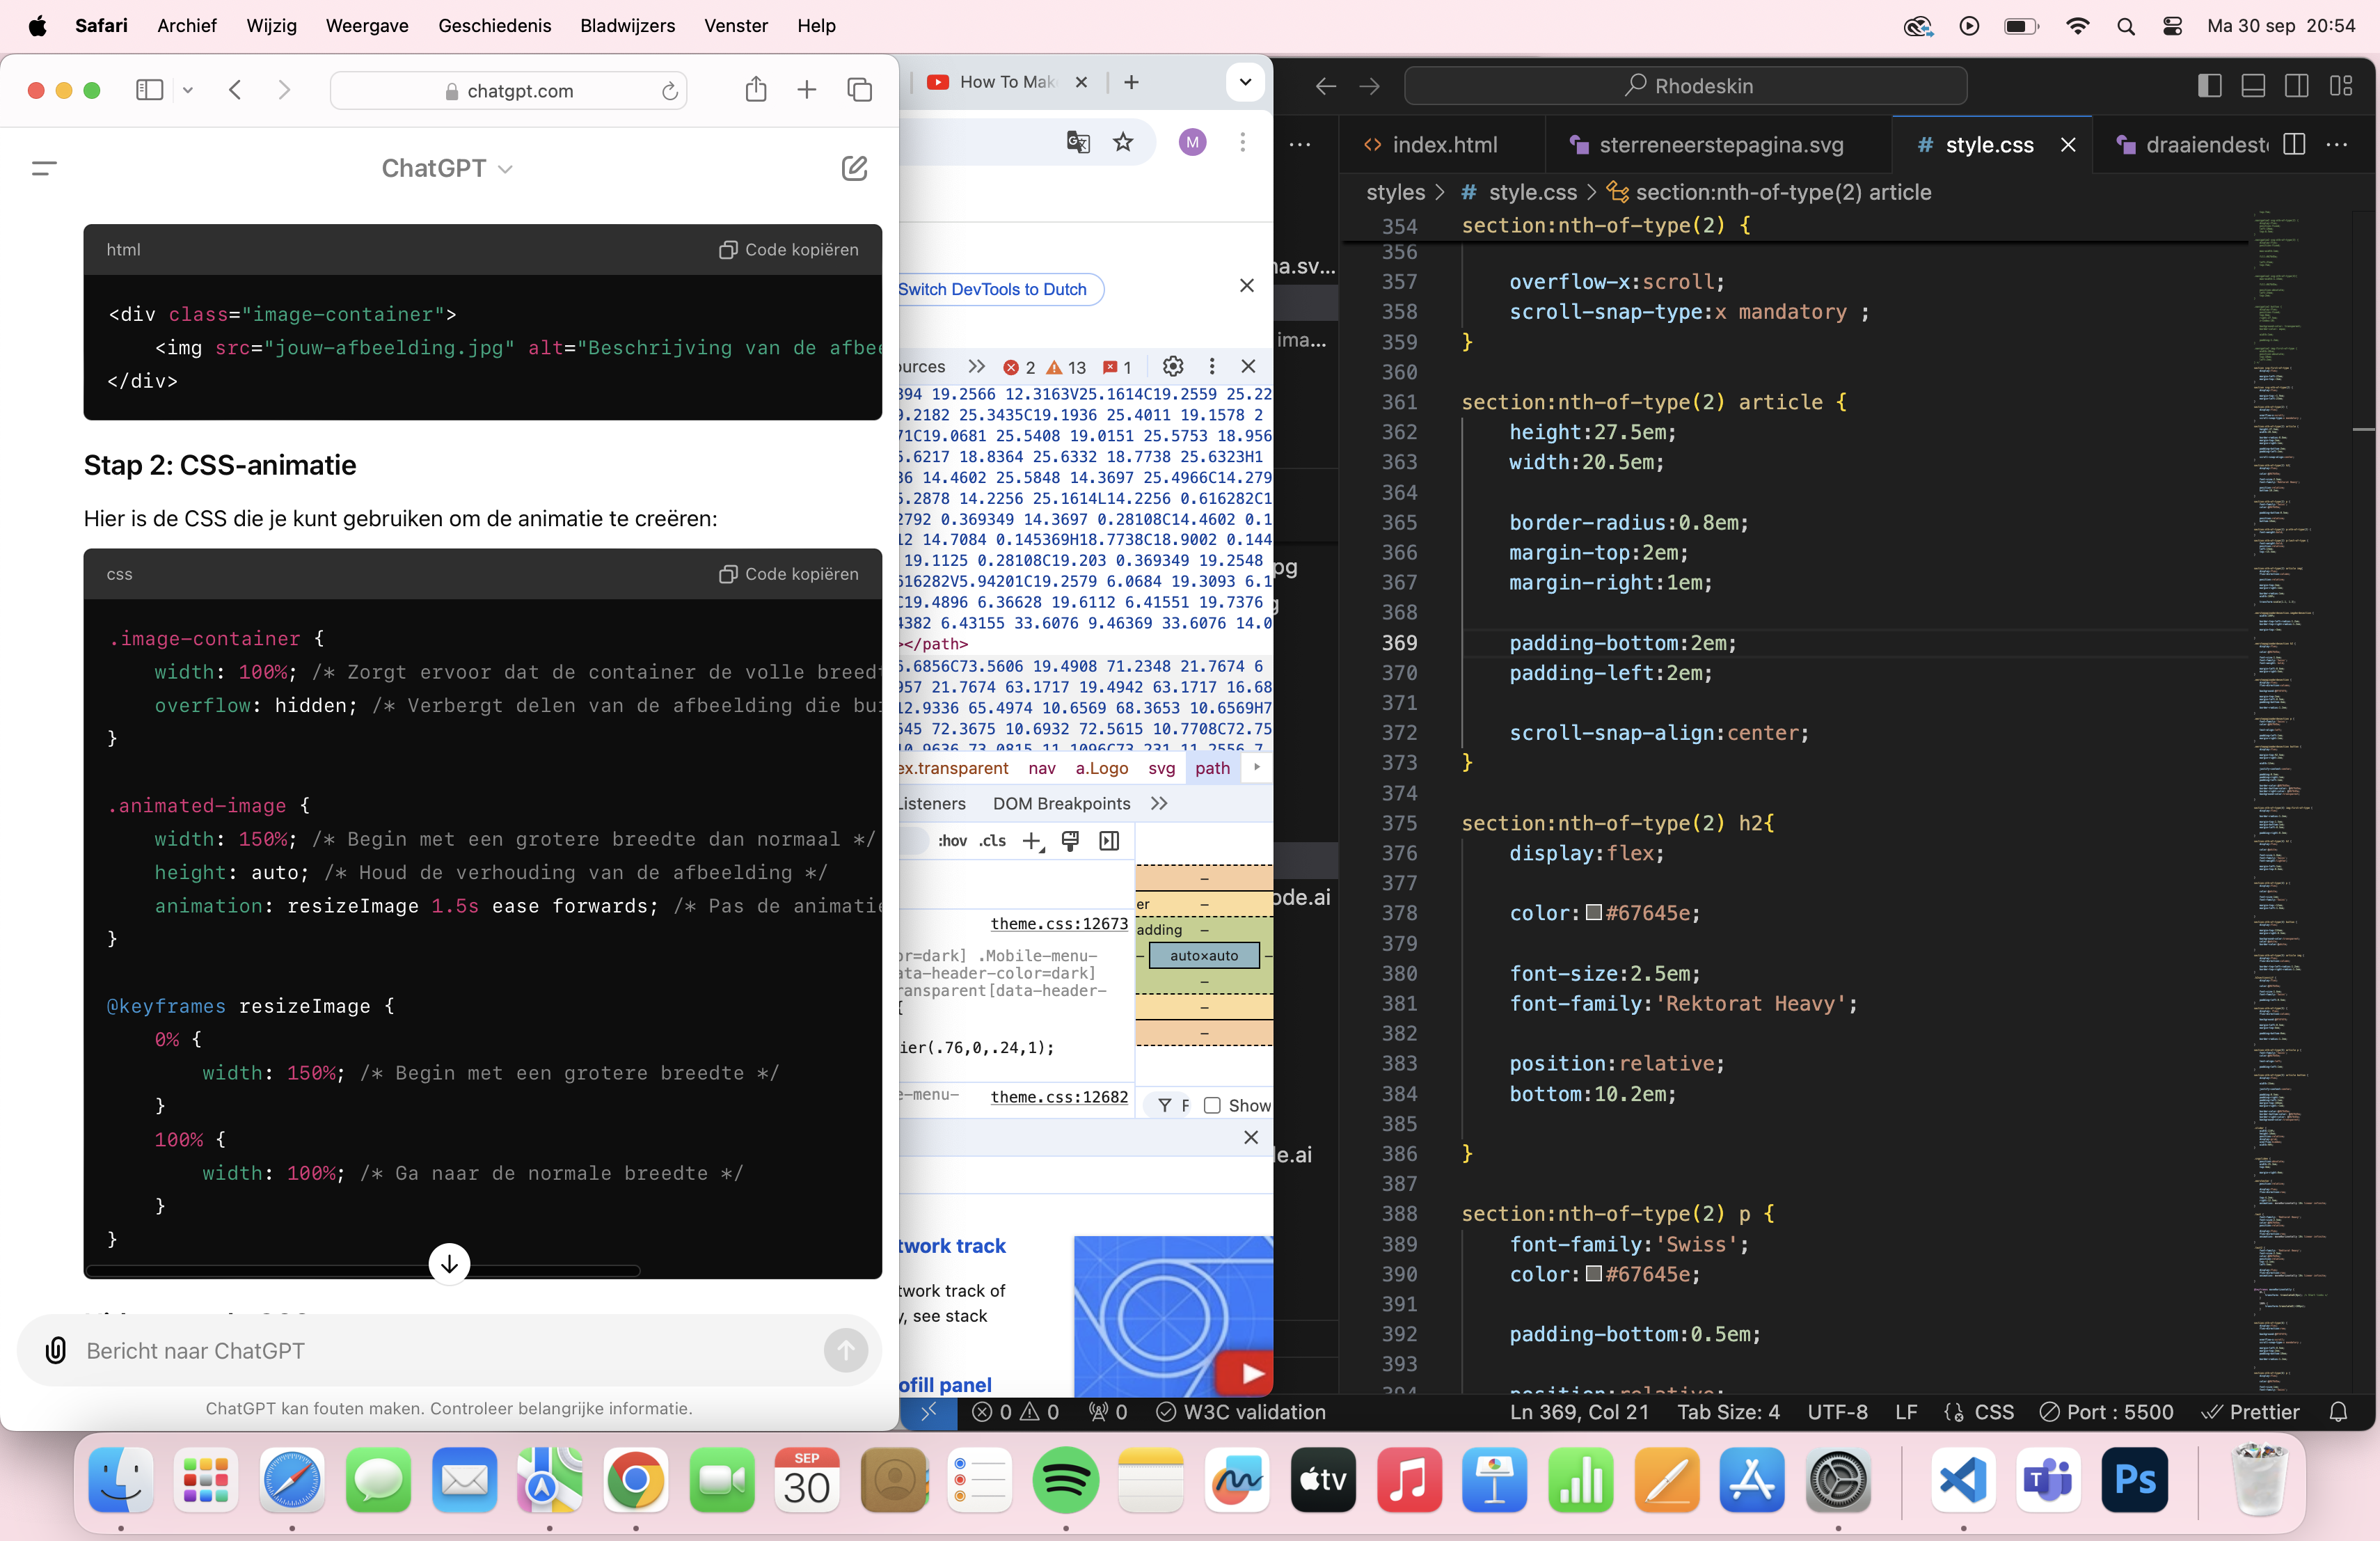 Safari Archief Wijzig Weergave Geschiedenis Bladwijzers Venster Help
Ma 30 sep 20:54
chatgpt.com
ChatGPT
html
Code kopiëren
<div class="image-container">
<img src="jouw-afbeelding.jpg" alt="Beschrijving van de afbee
</div>
Stap 2: CSS-animatie
Hier is de CSS die je kunt gebruiken om de animatie te creëren:
css
Code kopiëren
.image-container {
width: 100%; /* Zorgt ervoor dat de container de volle breedt
overflow: hidden; /* Verbergt delen van de afbeelding die bu
}
.animated-image {
width: 150%; /* Begin met een grotere breedte dan normaal */
height: auto; /* Houd de verhouding van de afbeelding */
animation: resizeImage 1.5s ease forwards; /* Pas de animatie
}
@keyframes resizeImage {
0% {
width: 150%; /* Begin met een grotere breedte */
}
100% {
width: 100%; /* Ga naar de normale breedte */
}
}
Bericht naar ChatGPT
ChatGPT kan fouten maken. Controleer belangrijke informatie.
How To Mak
M
Switch DevTools to Dutch
ources
2 13 1
394 19.2566 12.3163V25.1614C19.2559 25.22
9.2182 25.3435C19.1936 25.4011 19.1578 2
71C19.0681 25.5408 19.0151 25.5753 18.956
5.6217 18.8364 25.6332 18.7738 25.6323H1
36 14.4602 25.5848 14.3697 25.4966C14.279
5.2878 14.2256 25.1614L14.2256 0.616282C1
2792 0.369349 14.3697 0.28108C14.4602 0.1
12 14.7084 0.145369H18.7738C18.9002 0.144
19.1125 0.28108C19.203 0.369349 19.2548
616282V5.94201C19.2579 6.0684 19.3093 6.1
C19.4896 6.36628 19.6112 6.41551 19.7376
4382 6.43155 33.6076 9.46369 33.6076 14.0
></path>
5.6856C73.5606 19.4908 71.2348 21.7674 6
957 21.7674 63.1717 19.4942 63.1717 16.68
12.9336 65.4974 10.6569 68.3653 10.6569H7
545 72.3675 10.6932 72.5615 10.7708C72.75
10.9636 73.0815 11.1096C73.231 11.2556 7
ex.transparent nav a.Logo svg path
Listeners DOM Breakpoints
:hov .cls
theme.css:12673
or=dark] .Mobile-menu-
ata-header-color=dark]
ransparent[data-header-
{
ier(.76,0,.24,1);
e-menu-
theme.css:12682
er
adding
auto×auto
F
Show
twork track
twork track of
y, see stack
ofill panel
Rhodeskin
na.sv...
ima...
pg
g
ode.ai
le.ai
index.html
sterreneerstepagina.svg
# style.css
draaiendeste
styles > # style.css > section:nth-of-type(2) article
354 section:nth-of-type(2) {
356
357 overflow-x:scroll;
358 scroll-snap-type:x mandatory ;
359 }
360
361 section:nth-of-type(2) article {
362 height:27.5em;
363 width:20.5em;
364
365 border-radius:0.8em;
366 margin-top:2em;
367 margin-right:1em;
368
369 padding-bottom:2em;
370 padding-left:2em;
371
372 scroll-snap-align:center;
373 }
374
375 section:nth-of-type(2) h2{
376 display:flex;
377
378 color:#67645e;
379
380 font-size:2.5em;
381 font-family:'Rektorat Heavy';
382
383 position:relative;
384 bottom:10.2em;
385
386 }
387
388 section:nth-of-type(2) p {
389 font-family:'Swiss';
390 color:#67645e;
391
392 padding-bottom:0.5em;
393
394 position:relative;
0 0 0 W3C validation
Ln 369, Col 21 Tab Size: 4 UTF-8 LF CSS Port : 5500 Prettier
SEP
30
tv
T
Ps